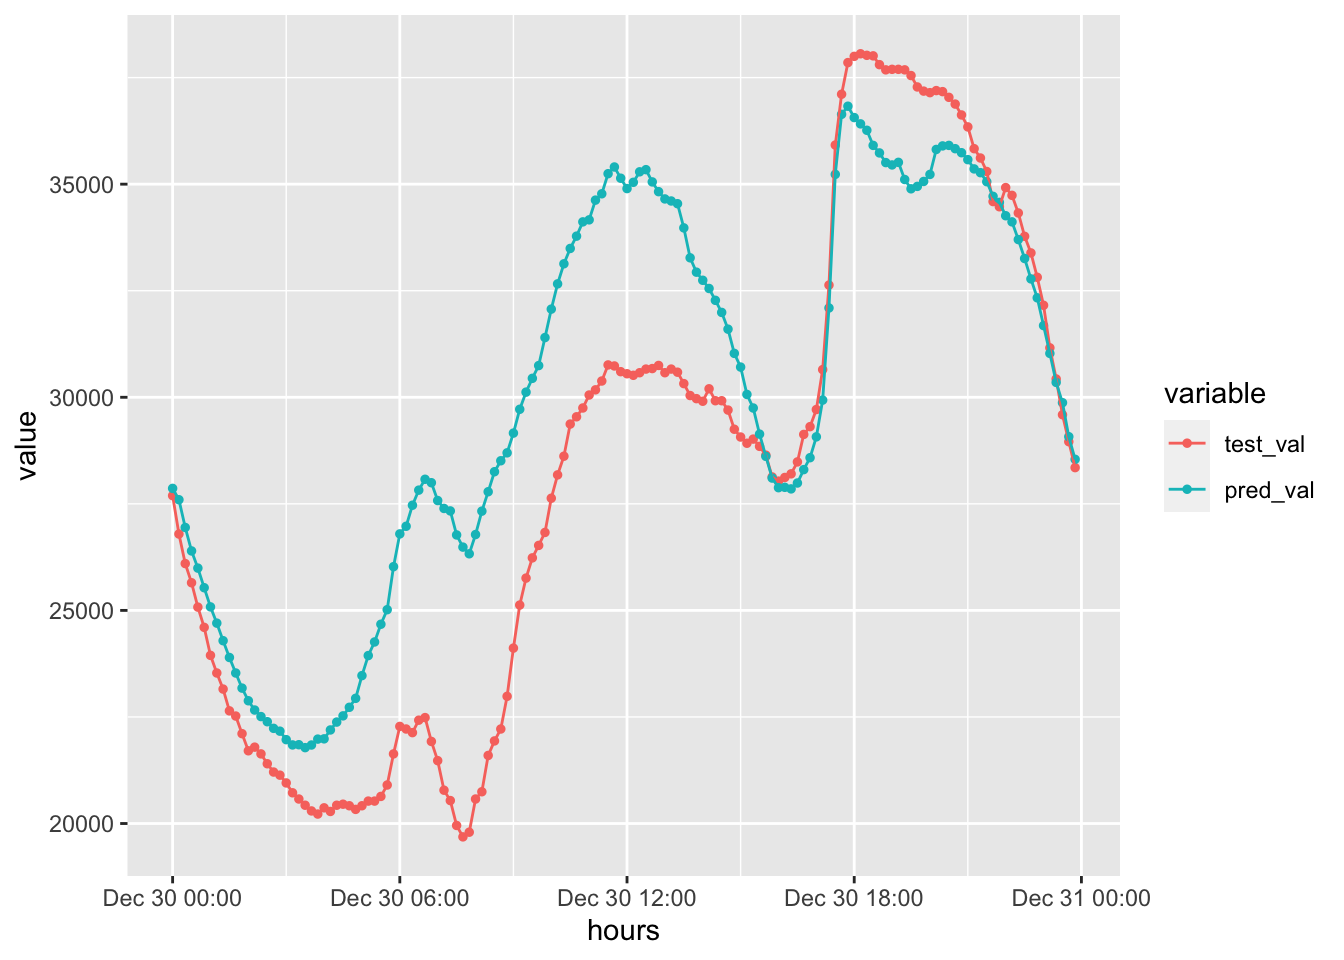 value
35000
30000
25000
20000
Dec 30 00:00
Dec 30 06:00
Dec 30 12:00
Dec 30 18:00
Dec 31 00:00
hours
variable
test_val
pred_val